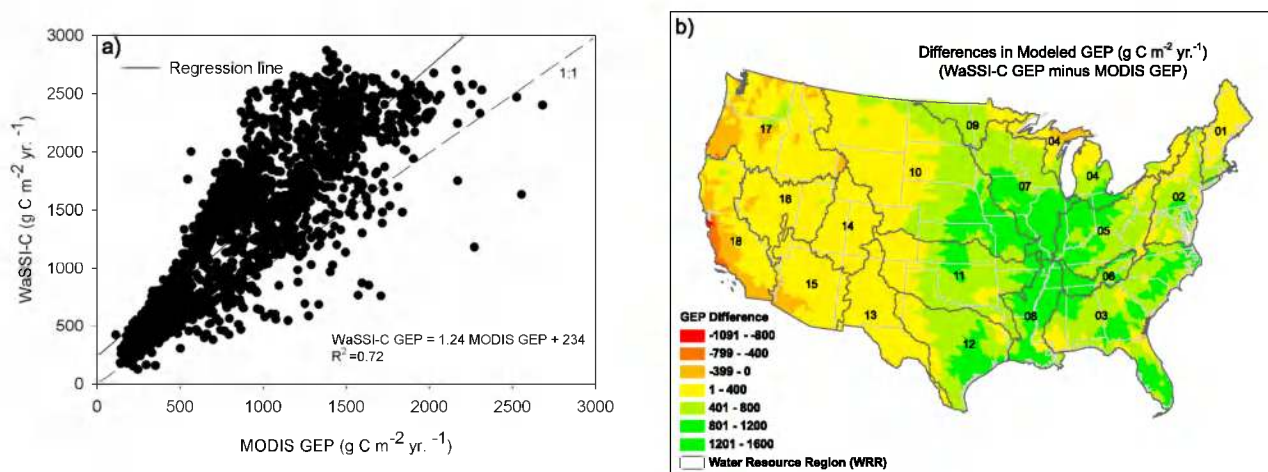 a)
3000
2500
2000
1500
1000
500
0
WaSSI-C (g C m⁻² yr. ⁻¹)
Regression line
1:1
WaSSI-C GEP = 1.24 MODIS GEP + 234
R²=0.72
0 500 1000 1500 2000 2500 3000
MODIS GEP (g C m⁻² yr. ⁻¹)
b)
Differences in Modeled GEP (g C m⁻² yr.⁻¹)
(WaSSI-C GEP minus MODIS GEP)
17
09
04
01
10
07
04
02
16
14
05
18
15
11
06
13
08
03
12
GEP Difference
-1091 - -800
-799 - -400
-399 - 0
1 - 400
401 - 800
801 - 1200
1201 - 1600
Water Resource Region (WRR)